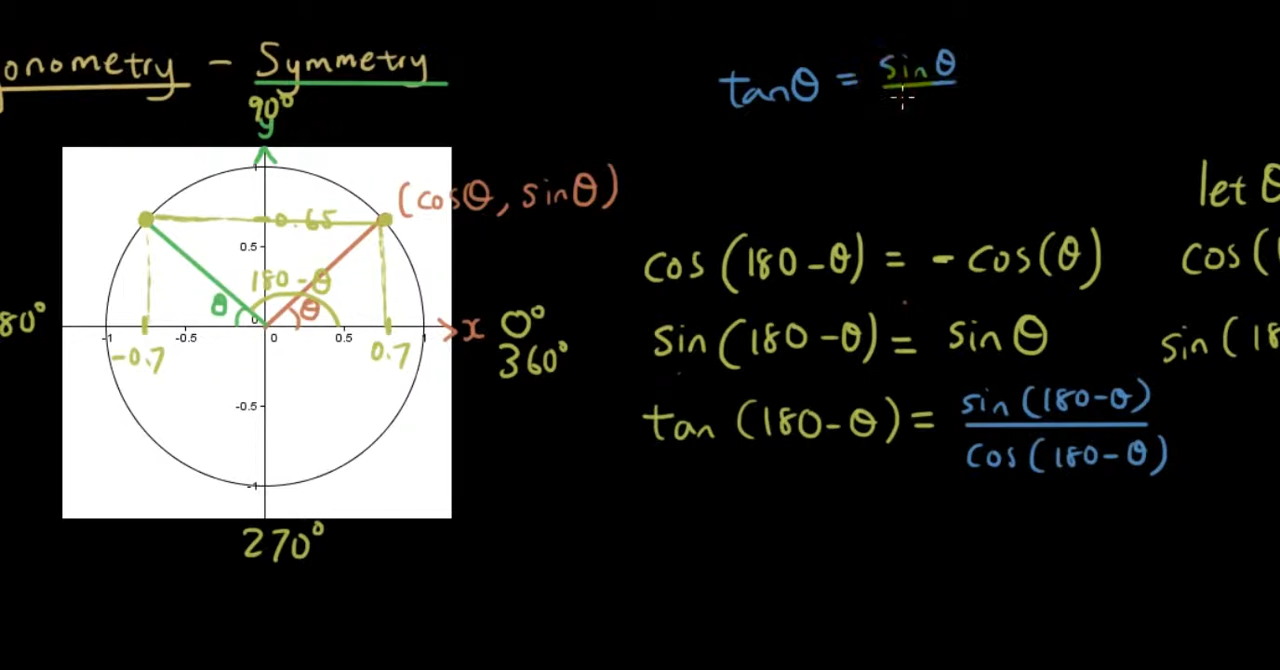 onometry - Symmetry
tanθ = sinθ
90°
y
1
(cosθ, sinθ)
let θ
0.65
0.5
cos(180-θ) = -cos(θ)
cos(
180-θ
θ
θ
80°
0
x
0°
-1
-0.5
0
0.5
1
360°
sin(180-θ) = sinθ
sin(18
-0.7
0.7
tan(180-θ) = sin(180-θ)
cos(180-θ)
-0.5
-1
270°